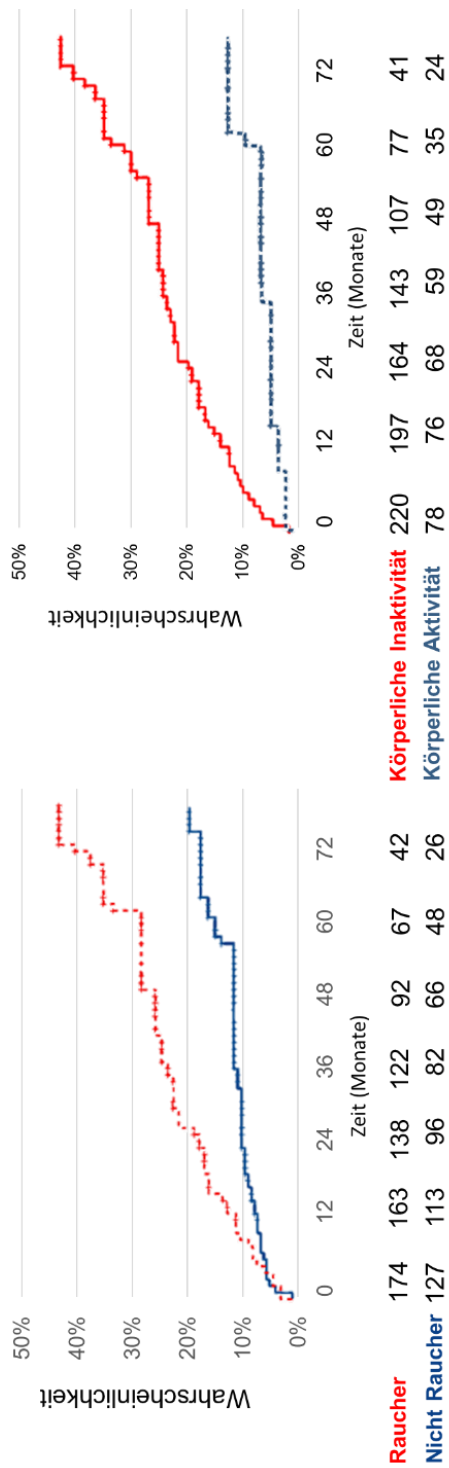 Wahrscheinlichkeit
50%
40%
30%
20%
10%
0%
0 12 24 36 48 60 72
Zeit (Monate)
Raucher 174 163 138 122 92 67 42
Nicht Raucher 127 113 96 82 66 48 26
Wahrscheinlichkeit
50%
40%
30%
20%
10%
0%
0 12 24 36 48 60 72
Zeit (Monate)
Körperliche Inaktivität 220 197 164 143 107 77 41
Körperliche Aktivität 78 76 68 59 49 35 24